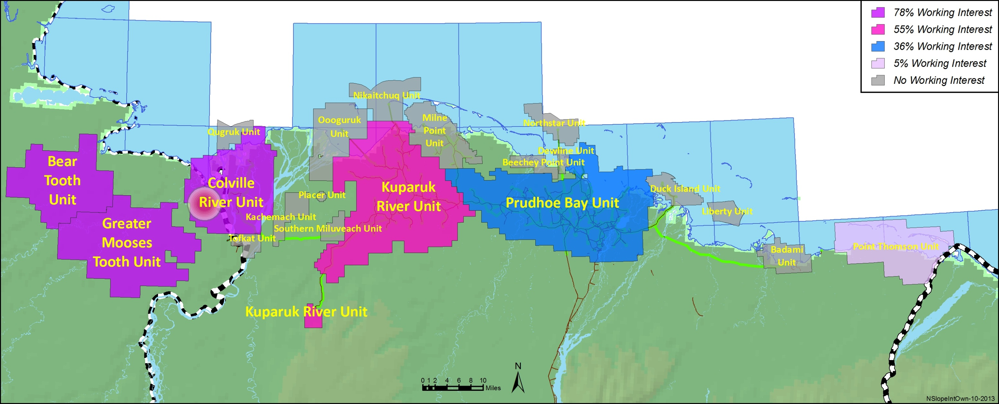 78% Working Interest
55% Working Interest
36% Working Interest
5% Working Interest
No Working Interest
Nikaitchuq Unit
Oooguruk
Unit
Milne
Point
Unit
Northstar Unit
Qugruk Unit
Dewline Unit
Beechey Point Unit
Bear
Tooth
Unit
Colville
River Unit
Kuparuk
River Unit
Placer Unit
Prudhoe Bay Unit
Duck Island Unit
Liberty Unit
Kachemach Unit
Southern Miluveach Unit
Tofkat Unit
Greater
Mooses
Tooth Unit
Badami
Unit
Point Thomson Unit
Kuparuk River Unit
N
0 1 2 4 6 8 10
Miles
NSlopeIntOwn-10-2013